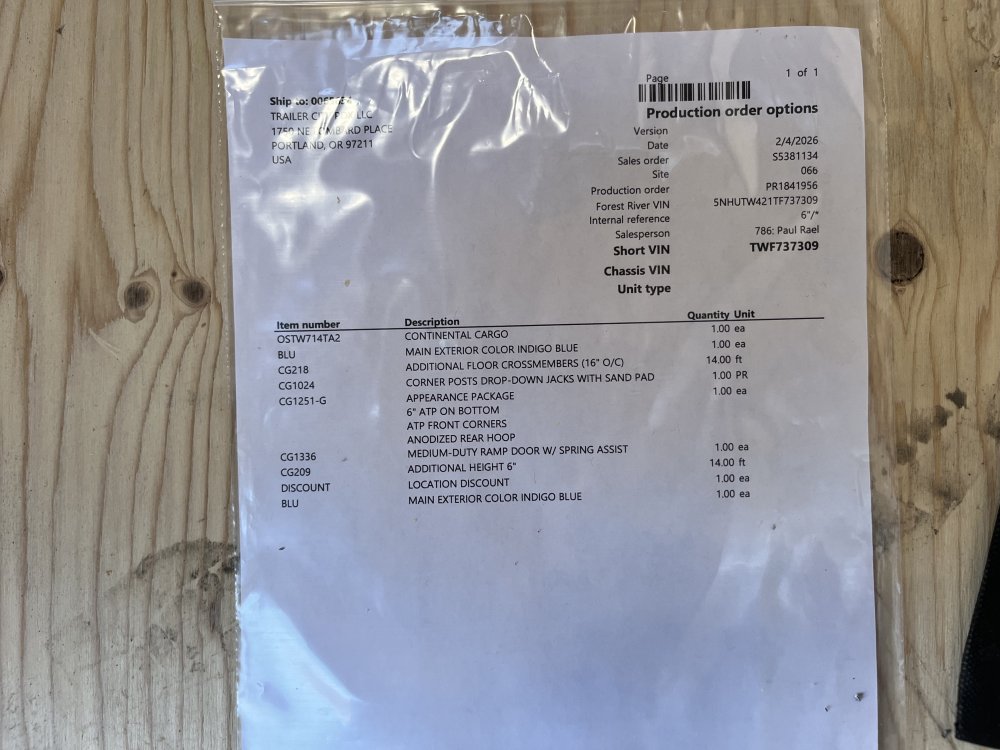 Page 1 of 1
Production order options
Ship to:
TRAILER LLC
1750 NE LOMBARD PLACE
PORTLAND, OR 97211
USA
Version
Date 2/4/2026
Sales order S5381134
Site 066
Production order PR1841956
Forest River VIN 5NHUTW421TF737309
Internal reference 6"/*
Salesperson 786: Paul Rael
Short VIN TWF737309
Chassis VIN
Unit type
Item number Description Quantity Unit
OSTW714TA2 CONTINENTAL CARGO 1.00 ea
BLU MAIN EXTERIOR COLOR INDIGO BLUE 1.00 ea
CG218 ADDITIONAL FLOOR CROSSMEMBERS (16" O/C) 14.00 ft
CG1024 CORNER POSTS DROP-DOWN JACKS WITH SAND PAD 1.00 PR
CG1251-G APPEARANCE PACKAGE 1.00 ea
6" ATP ON BOTTOM
ATP FRONT CORNERS
ANODIZED REAR HOOP
CG1336 MEDIUM-DUTY RAMP DOOR W/ SPRING ASSIST 1.00 ea
CG209 ADDITIONAL HEIGHT 6" 14.00 ft
DISCOUNT LOCATION DISCOUNT 1.00 ea
BLU MAIN EXTERIOR COLOR INDIGO BLUE 1.00 ea